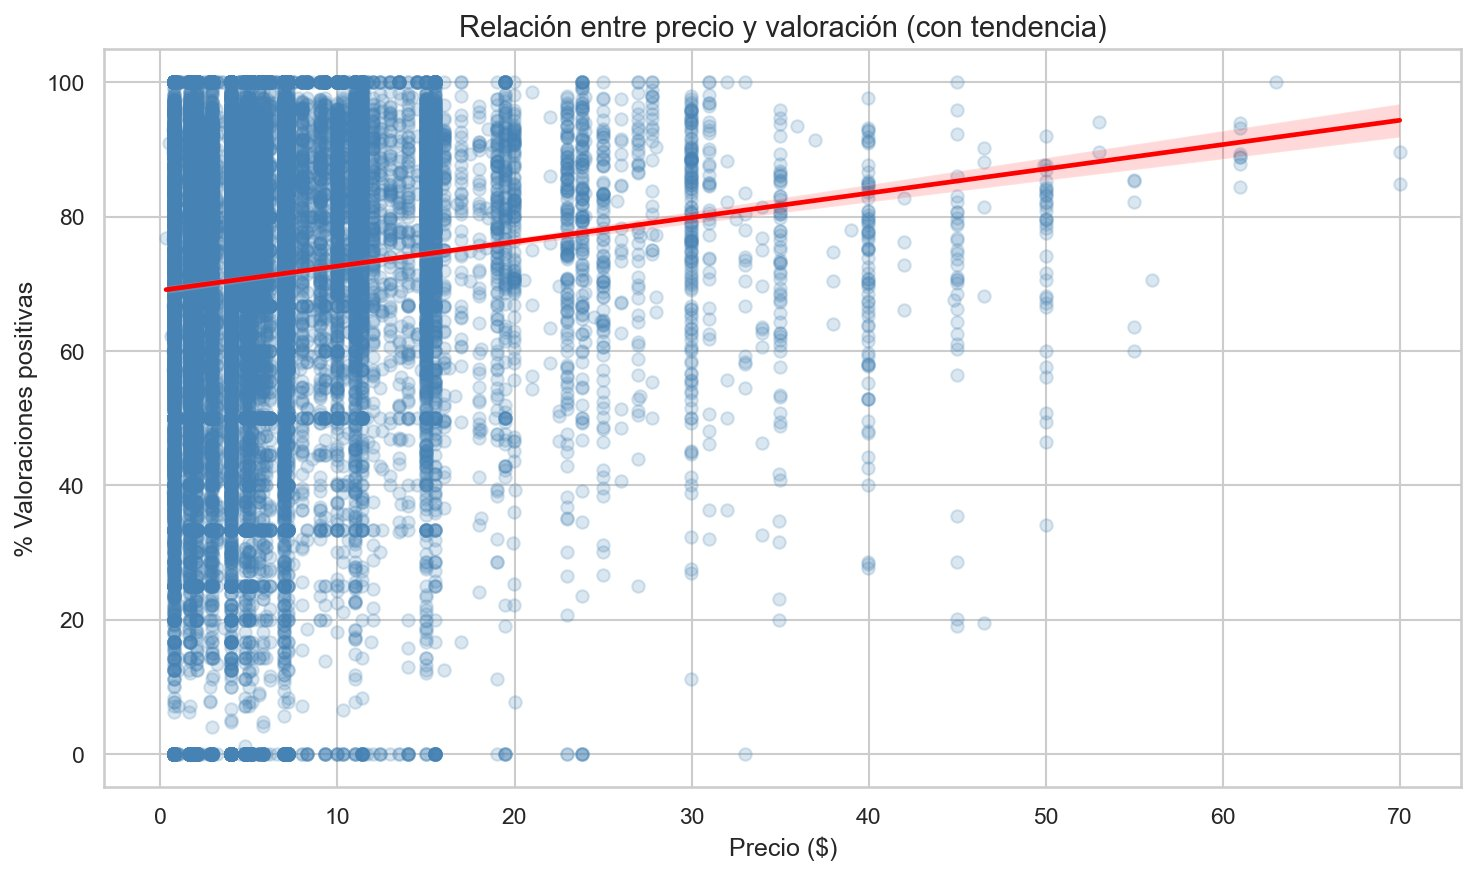 Relación entre precio y valoración (con tendencia)
% Valoraciones positivas
100
80
60
40
20
0
0 10 20 30 40 50 60 70
Precio ($)